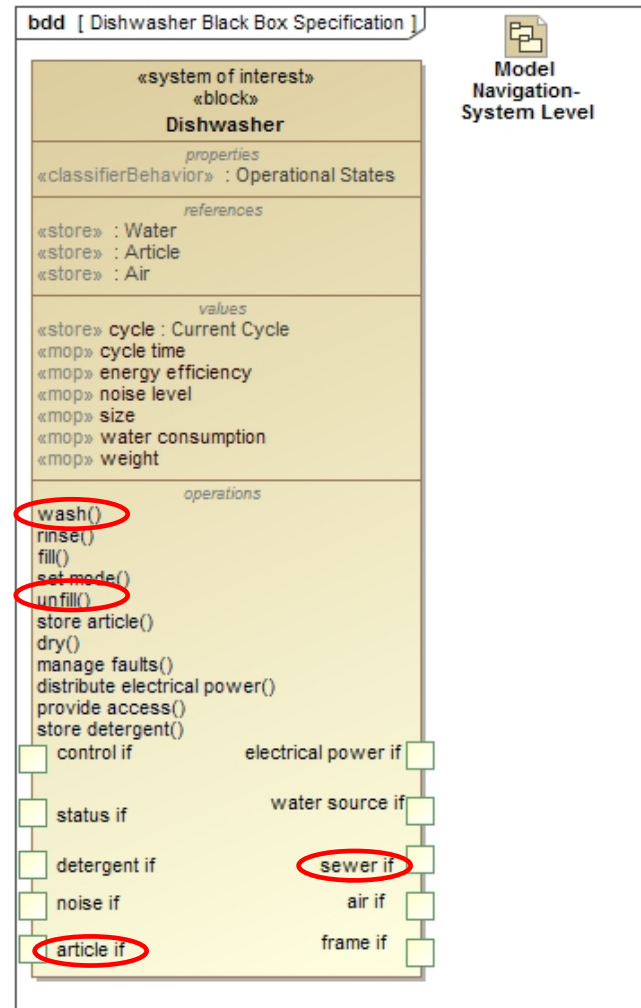 bdd [ Dishwasher Black Box Specification ]
Model
Navigation-
System Level
«system of interest»
«block»
Dishwasher
properties
«classifierBehavior» : Operational States
references
«store» : Water
«store» : Article
«store» : Air
values
«store» cycle : Current Cycle
«mop» cycle time
«mop» energy efficiency
«mop» noise level
«mop» size
«mop» water consumption
«mop» weight
operations
wash()
rinse()
fill()
set mode()
unfill()
store article()
dry()
manage faults()
distribute electrical power()
provide access()
store detergent()
control if electrical power if
status if water source if
detergent if sewer if
noise if air if
article if frame if